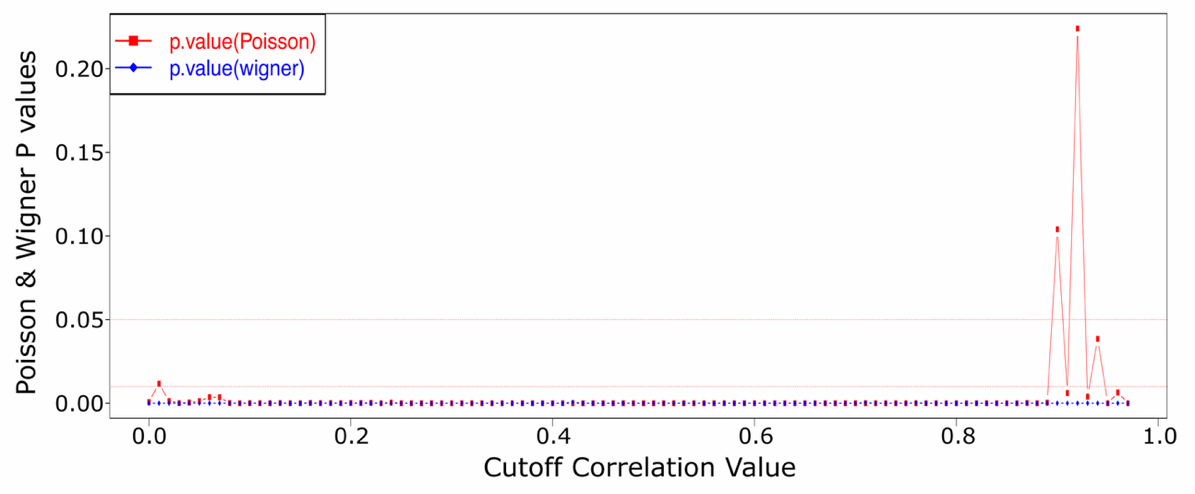 p.value(Poisson)
p.value(wigner)
Poisson & Wigner P values
0.20
0.15
0.10
0.05
0.00
0.0 0.2 0.4 0.6 0.8 1.0
Cutoff Correlation Value